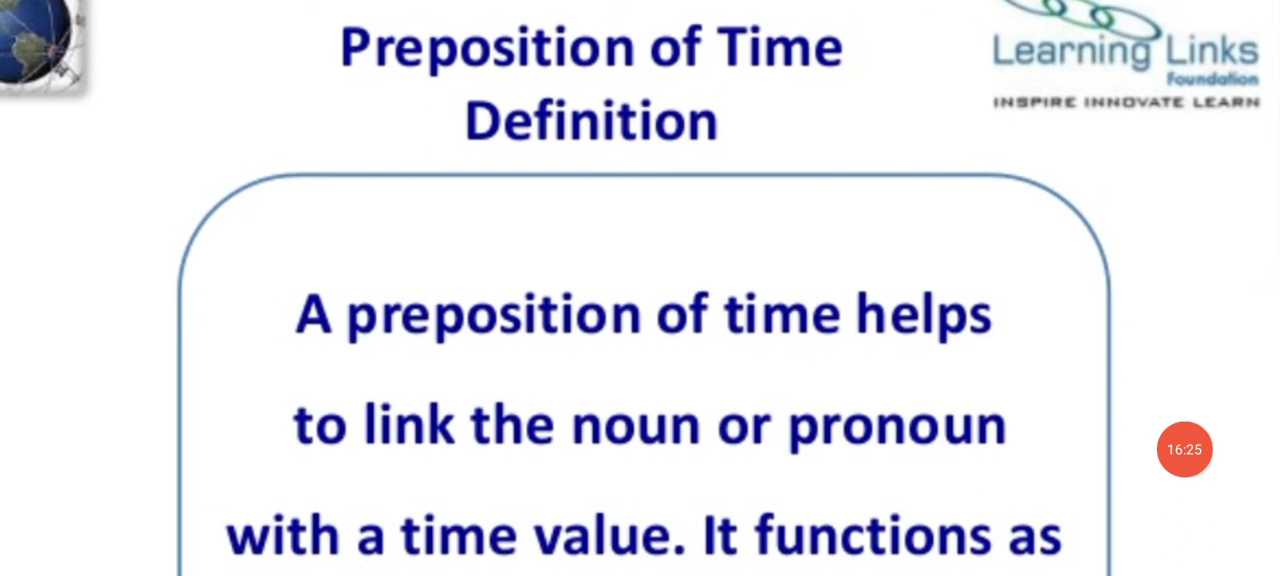 Preposition of Time
Definition
Learning Links
Foundation
INSPIRE INNOVATE LEARN
A preposition of time helps
to link the noun or pronoun
16:25
with a time value. It functions as